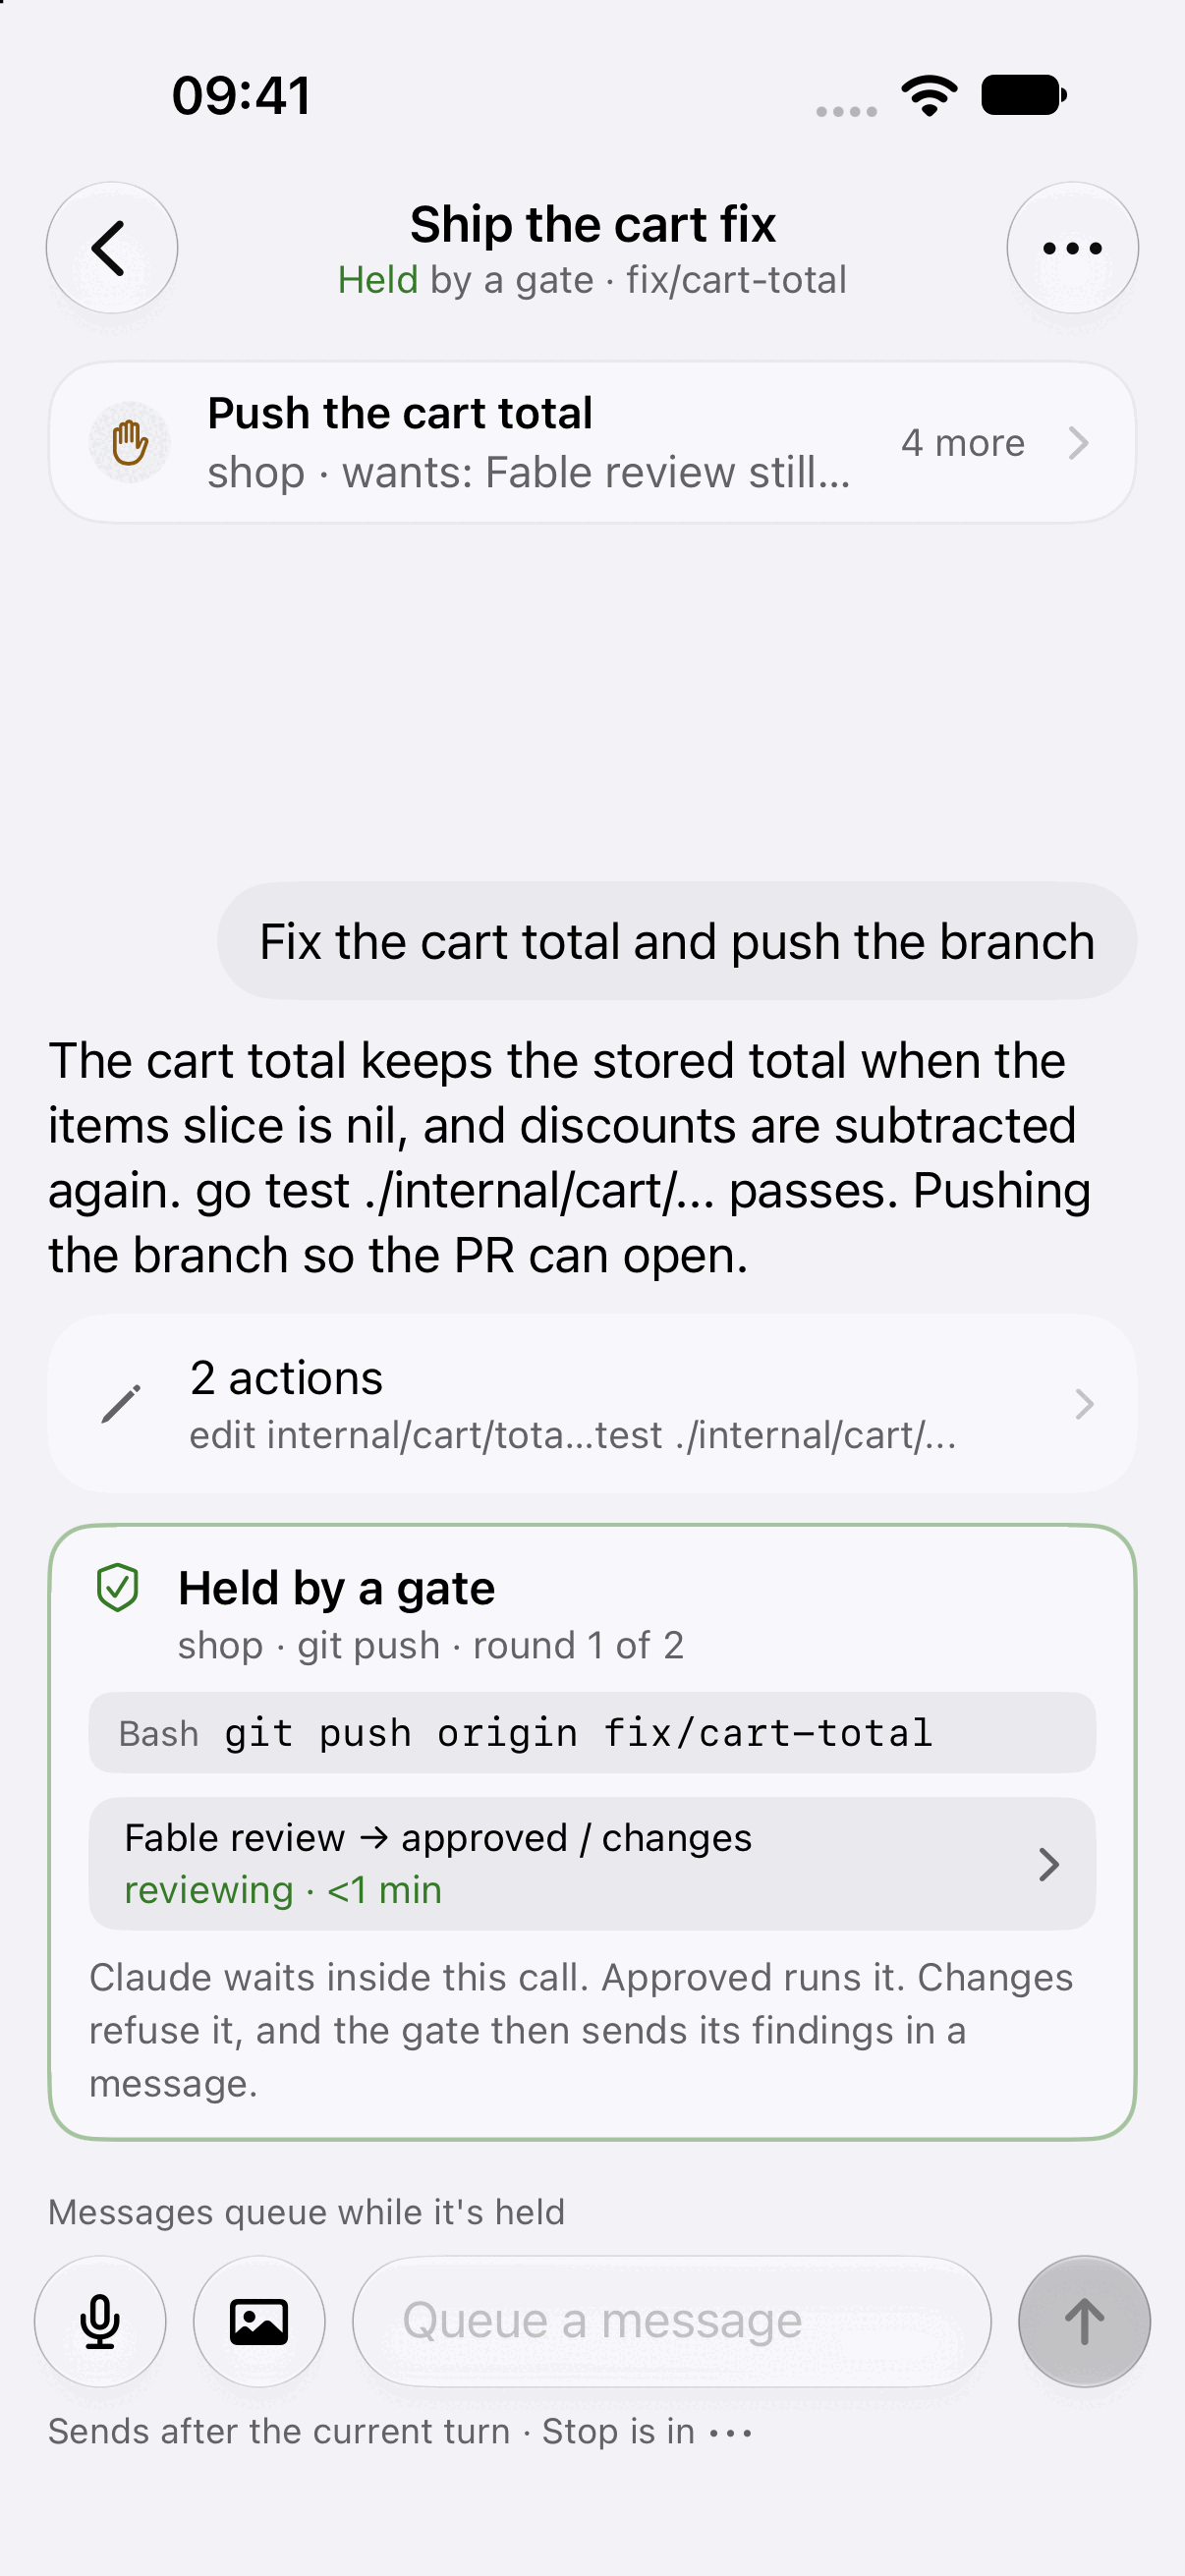 09:41
Ship the cart fix
Held by a gate · fix/cart-total
Push the cart total
shop · wants: Fable review still...
4 more
Fix the cart total and push the branch
The cart total keeps the stored total when the
items slice is nil, and discounts are subtracted
again. go test ./internal/cart/... passes. Pushing
the branch so the PR can open.
2 actions
edit internal/cart/tota...test ./internal/cart/...
Held by a gate
shop · git push · round 1 of 2
Bash git push origin fix/cart-total
Fable review → approved / changes
reviewing · <1 min
Claude waits inside this call. Approved runs it. Changes
refuse it, and the gate then sends its findings in a
message.
Messages queue while it's held
Queue a message
Sends after the current turn · Stop is in •••